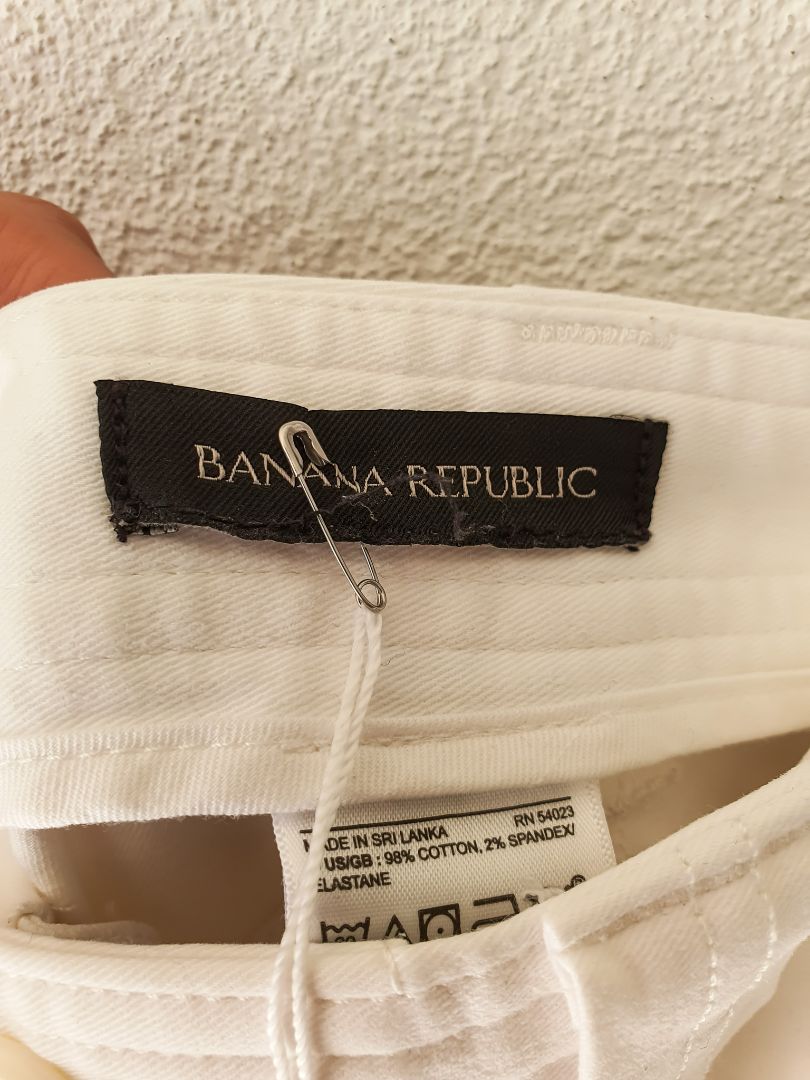 BANANA REPUBLIC
MADE IN SRI LANKA RN 54023
US/GB : 98% COTTON, 2% SPANDEX/
ELASTANE